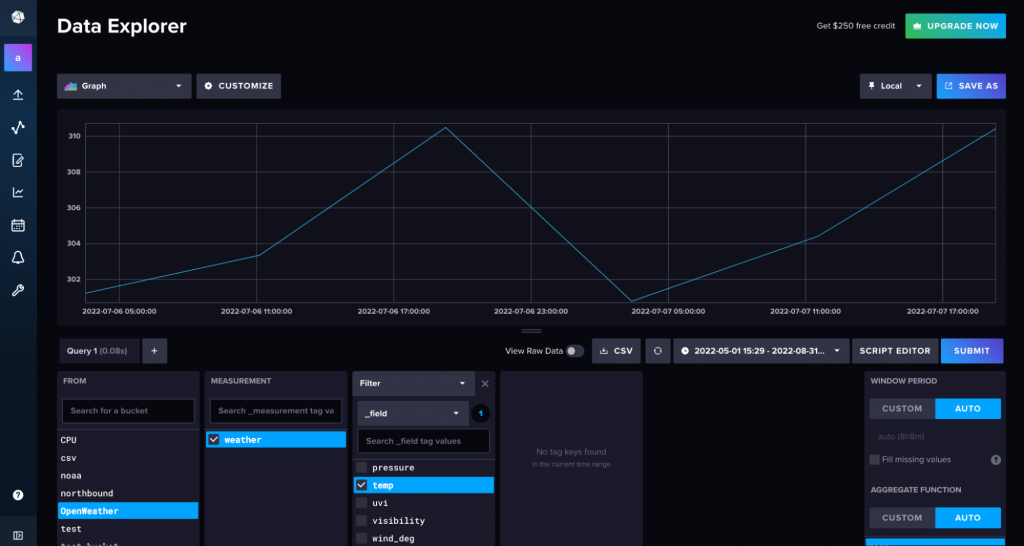 Data Explorer
Get $250 free credit
UPGRADE NOW
a
Graph
CUSTOMIZE
Local
SAVE AS
310
308
306
304
302
2022-07-06 05:00:00
2022-07-06 11:00:00
2022-07-06 17:00:00
2022-07-06 23:00:00
2022-07-07 05:00:00
2022-07-07 11:00:00
2022-07-07 17:00:00
Query 1 (0.08s)
+
View Raw Data
CSV
2022-05-01 15:29 - 2022-08-31...
SCRIPT EDITOR
SUBMIT
FROM
Search for a bucket
CPU
csv
noaa
northbound
OpenWeather
test
test_bucket
MEASUREMENT
Search _measurement tag va
weather
Filter
_field
1
Search _field tag values
pressure
temp
uvi
visibility
wind_deg
No tag keys found
in the current time range
WINDOW PERIOD
CUSTOM
AUTO
auto (8h8m)
Fill missing values
?
AGGREGATE FUNCTION
CUSTOM
AUTO
?